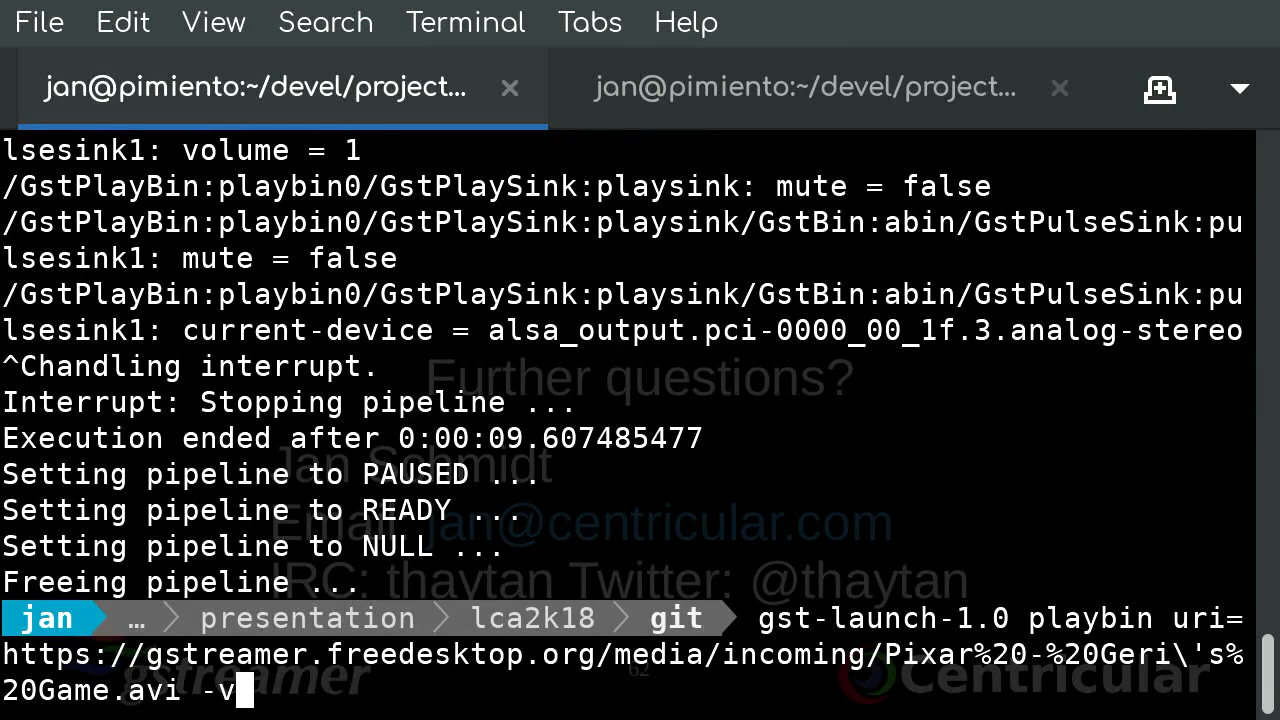 File Edit View Search Terminal Tabs Help
jan@pimiento:~/devel/project... × jan@pimiento:~/devel/project... ×
lsesink1: volume = 1
/GstPlayBin:playbin0/GstPlaySink:playsink: mute = false
/GstPlayBin:playbin0/GstPlaySink:playsink/GstBin:abin/GstPulseSink:pu
lsesink1: mute = false
/GstPlayBin:playbin0/GstPlaySink:playsink/GstBin:abin/GstPulseSink:pu
lsesink1: current-device = alsa_output.pci-0000_00_1f.3.analog-stereo
^Chandling interrupt.
Further questions?
Interrupt: Stopping pipeline ...
Execution ended after 0:00:09.607485477
Jan Schmidt
Setting pipeline to PAUSED ...
Setting pipeline to READY ...
Email jan@centricular.com
Setting pipeline to NULL ...
Freeing pipeline ...
IRC: thaytan Twitter: @thaytan
jan … presentation lca2k18 git gst-launch-1.0 playbin uri=
https://gstreamer.freedesktop.org/media/incoming/Pixar%20-%20Geri\'s%
20Game.avi -v
gstreamer 62 Centricular